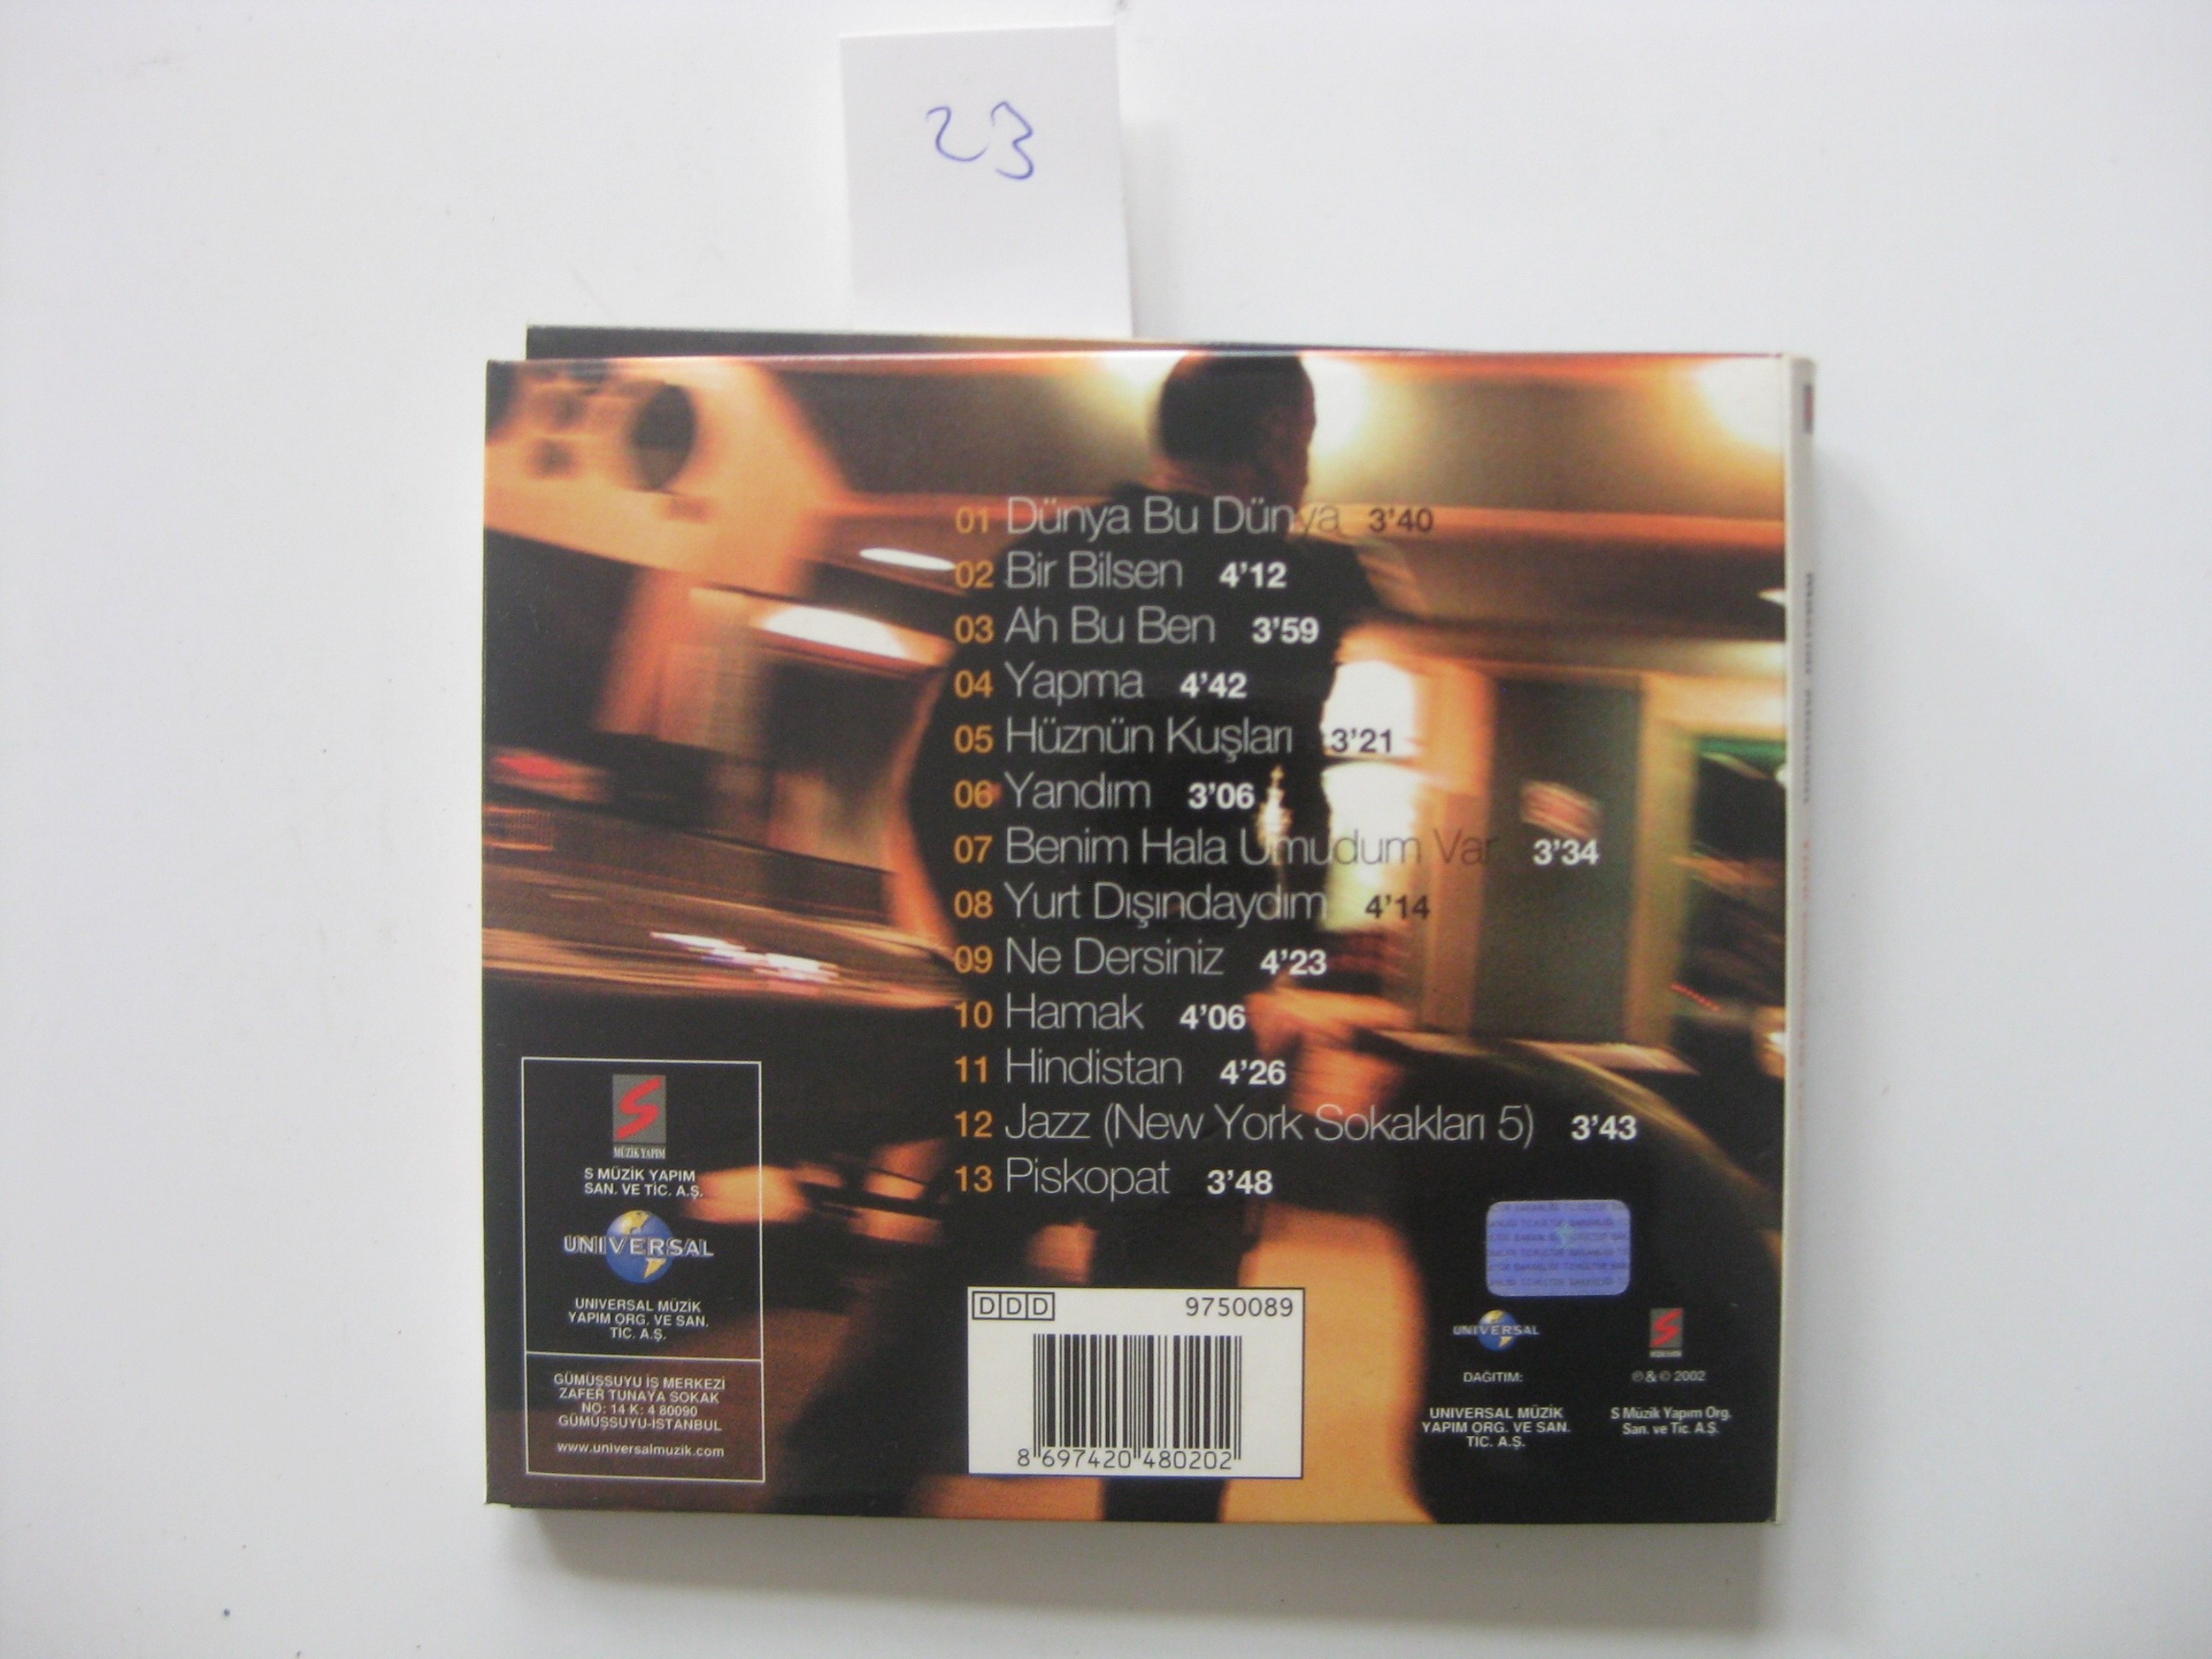 23
01 Dünya Bu Dünya 3'40
02 Bir Bilsen 4'12
03 Ah Bu Ben 3'59
04 Yapma 4'42
05 Hüznün Kuşları 3'21
06 Yandım 3'06
07 Benim Hala Umudum Var 3'34
08 Yurt Dışındaydım 4'14
09 Ne Dersiniz 4'23
10 Hamak 4'06
11 Hindistan 4'26
12 Jazz (New York Sokakları 5) 3'43
13 Piskopat 3'48
S
MÜZİK YAPIM
S MÜZİK YAPIM
SAN. VE TİC. A.Ş.
UNIVERSAL
UNIVERSAL MÜZİK
YAPIM ORG. VE SAN.
TİC. A.Ş.
GÜMÜŞSUYU İŞ MERKEZİ
ZAFER TUNAYA SOKAK
NO: 14 K: 4 80090
GÜMÜŞSUYU-İSTANBUL
www.universalmuzik.com
DDD 9750089
8 697420 480202
UNIVERSAL
DAĞITIM:
UNIVERSAL MÜZİK
YAPIM ORG. VE SAN.
TIC. A.Ş.
S
℗ & © 2002
S Müzik Yapım Org.
San. ve Tic. A.Ş.